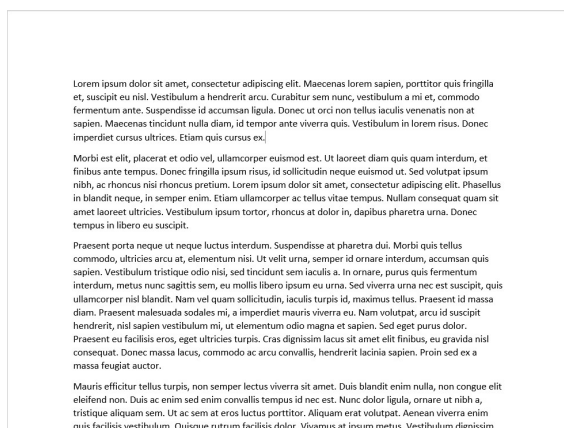 Lorem ipsum dolor sit amet, consectetur adipiscing elit. Maecenas lorem sapien, porttitor quis fringilla
et, suscipit eu nisl. Vestibulum a hendrerit arcu. Curabitur sem nunc, vestibulum a mi et, commodo
fermentum ante. Suspendisse id accumsan ligula. Donec ut orci non tellus iaculis venenatis non at
sapien. Maecenas tincidunt nulla diam, id tempor ante viverra quis. Vestibulum in lorem risus. Donec
imperdiet cursus ultrices. Etiam quis cursus ex.
Morbi est elit, placerat et odio vel, ullamcorper euismod est. Ut laoreet diam quis quam interdum, et
finibus ante tempus. Donec fringilla ipsum risus, id sollicitudin neque euismod ut. Sed volutpat ipsum
nibh, ac rhoncus nisi rhoncus pretium. Lorem ipsum dolor sit amet, consectetur adipiscing elit. Phasellus
in blandit neque, in semper enim. Etiam ullamcorper ac tellus vitae tempus. Nullam consequat quam sit
amet laoreet ultricies. Vestibulum ipsum tortor, rhoncus at dolor in, dapibus pharetra urna. Donec
tempus in libero eu suscipit.
Praesent porta neque ut neque luctus interdum. Suspendisse at pharetra dui. Morbi quis tellus
commodo, ultricies arcu at, elementum nisi. Ut velit urna, semper id ornare interdum, accumsan quis
sapien. Vestibulum tristique odio nisi, sed tincidunt sem iaculis a. In ornare, purus quis fermentum
interdum, metus nunc sagittis sem, eu mollis libero ipsum eu urna. Sed viverra urna nec est suscipit, quis
ullamcorper nisl blandit. Nam vel quam sollicitudin, iaculis turpis id, maximus tellus. Praesent id massa
diam. Praesent malesuada sodales mi, a imperdiet mauris viverra eu. Nam volutpat, arcu id suscipit
hendrerit, nisl sapien vestibulum mi, ut elementum odio magna et sapien. Sed eget purus dolor.
Praesent eu facilisis eros, eget ultricies turpis. Cras dignissim lacus sit amet elit finibus, eu gravida nisl
consequat. Donec massa lacus, commodo ac arcu convallis, hendrerit lacinia sapien. Proin sed ex a
massa feugiat auctor.
Mauris efficitur tellus turpis, non semper lectus viverra sit amet. Duis blandit enim nulla, non congue elit
eleifend non. Duis ac enim sed enim convallis tempus id nec est. Nunc dolor ligula, ornare ut nibh a,
tristique aliquam sem. Ut ac sem at eros luctus porttitor. Aliquam erat volutpat. Aenean viverra enim
quis facilisis vestibulum. Quisque rutrum facilisis dolor. Vivamus at ipsum metus. Vestibulum dignissim